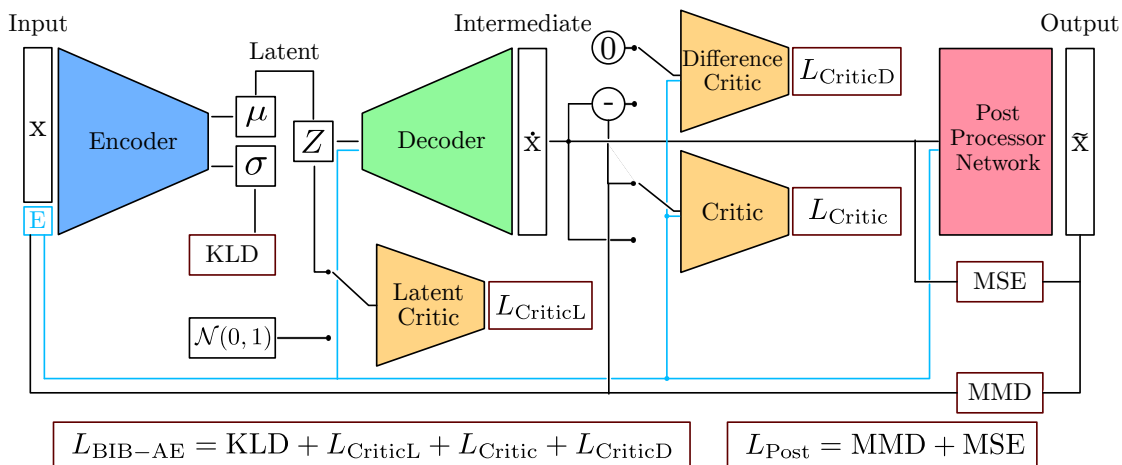 Input
Latent
Intermediate
Output
x
E
Encoder
μ
σ
KLD
Z
Decoder
ẋ
0
-
Difference
Critic
L_CriticD
Critic
L_Critic
Post
Processor
Network
x̃
MSE
Latent
Critic
L_CriticL
𝒩(0, 1)
MMD
L_BIB−AE = KLD + L_CriticL + L_Critic + L_CriticD
L_Post = MMD + MSE